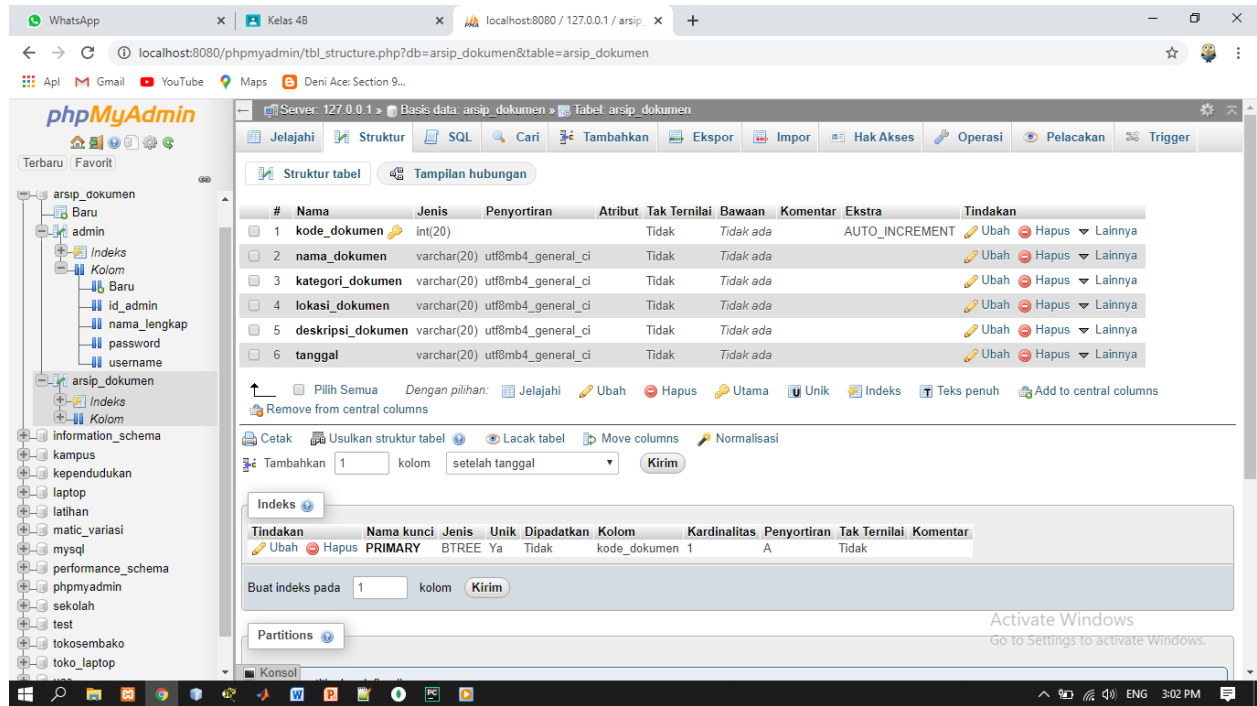 WhatsApp
Kelas 4B
localhost:8080 / 127.0.0.1 / arsip_
localhost:8080/phpmyadmin/tbl_structure.php?db=arsip_dokumen&table=arsip_dokumen
Apl Gmail YouTube Maps Deni Ace: Section 9...
phpMyAdmin
Terbaru Favorit
arsip_dokumen
Baru
admin
Indeks
Kolom
Baru
id_admin
nama_lengkap
password
username
arsip_dokumen
Indeks
Kolom
information_schema
kampus
kependudukan
laptop
latihan
matic_variasi
mysql
performance_schema
phpmyadmin
sekolah
test
tokosembako
toko_laptop
Server: 127.0.0.1 » Basis data: arsip_dokumen » Tabel: arsip_dokumen
Jelajahi Struktur SQL Cari Tambahkan Ekspor Impor Hak Akses Operasi Pelacakan Trigger
Struktur tabel Tampilan hubungan
# Nama Jenis Penyortiran Atribut Tak Ternilai Bawaan Komentar Ekstra Tindakan
1 kode_dokumen int(20) Tidak Tidak ada AUTO_INCREMENT Ubah Hapus Lainnya
2 nama_dokumen varchar(20) utf8mb4_general_ci Tidak Tidak ada Ubah Hapus Lainnya
3 kategori_dokumen varchar(20) utf8mb4_general_ci Tidak Tidak ada Ubah Hapus Lainnya
4 lokasi_dokumen varchar(20) utf8mb4_general_ci Tidak Tidak ada Ubah Hapus Lainnya
5 deskripsi_dokumen varchar(20) utf8mb4_general_ci Tidak Tidak ada Ubah Hapus Lainnya
6 tanggal varchar(20) utf8mb4_general_ci Tidak Tidak ada Ubah Hapus Lainnya
Pilih Semua Dengan pilihan: Jelajahi Ubah Hapus Utama Unik Indeks Teks penuh Add to central columns
Remove from central columns
Cetak Usulkan struktur tabel Lacak tabel Move columns Normalisasi
Tambahkan 1 kolom setelah tanggal Kirim
Indeks
Tindakan Nama kunci Jenis Unik Dipadatkan Kolom Kardinalitas Penyortiran Tak Ternilai Komentar
Ubah Hapus PRIMARY BTREE Ya Tidak kode_dokumen 1 A Tidak
Buat indeks pada 1 kolom Kirim
Partitions
Konsol
Activate Windows
Go to Settings to activate Windows.
ENG 3:02 PM